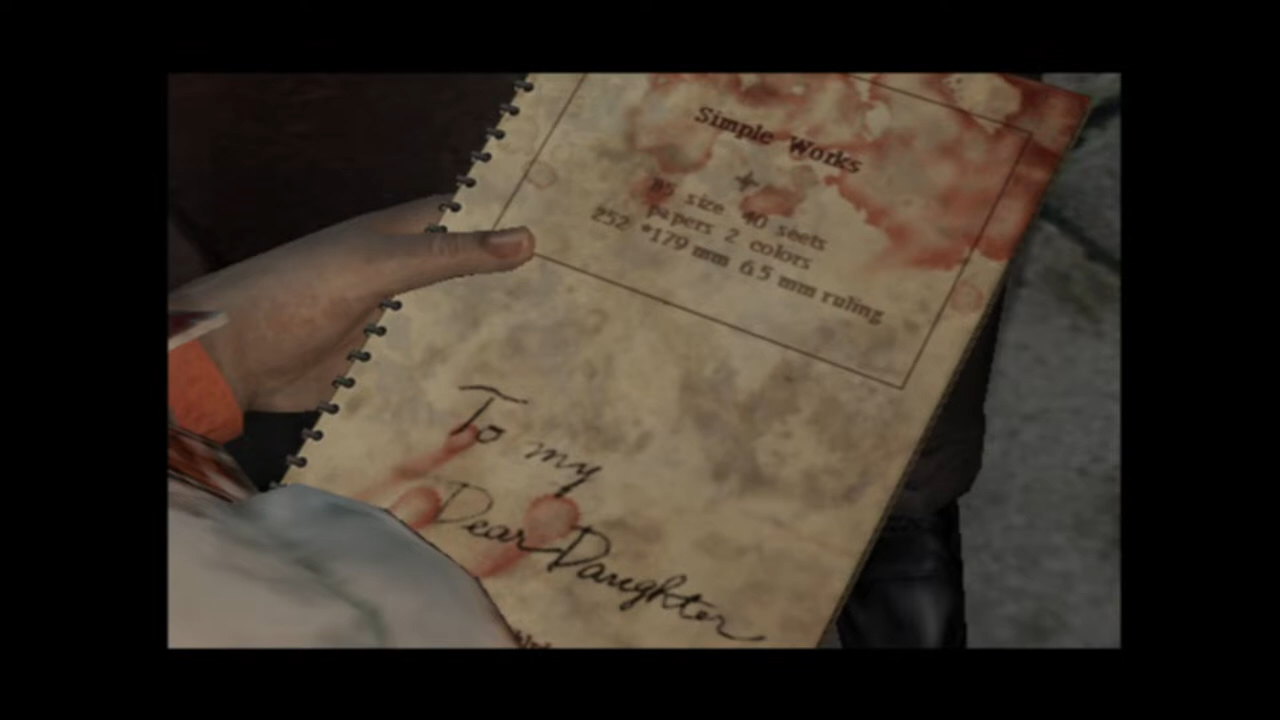 Simple Works
B5 size 40 seets
papers 2 colors
252 *179 mm 6.5 mm ruling
To my
Dear Daughter